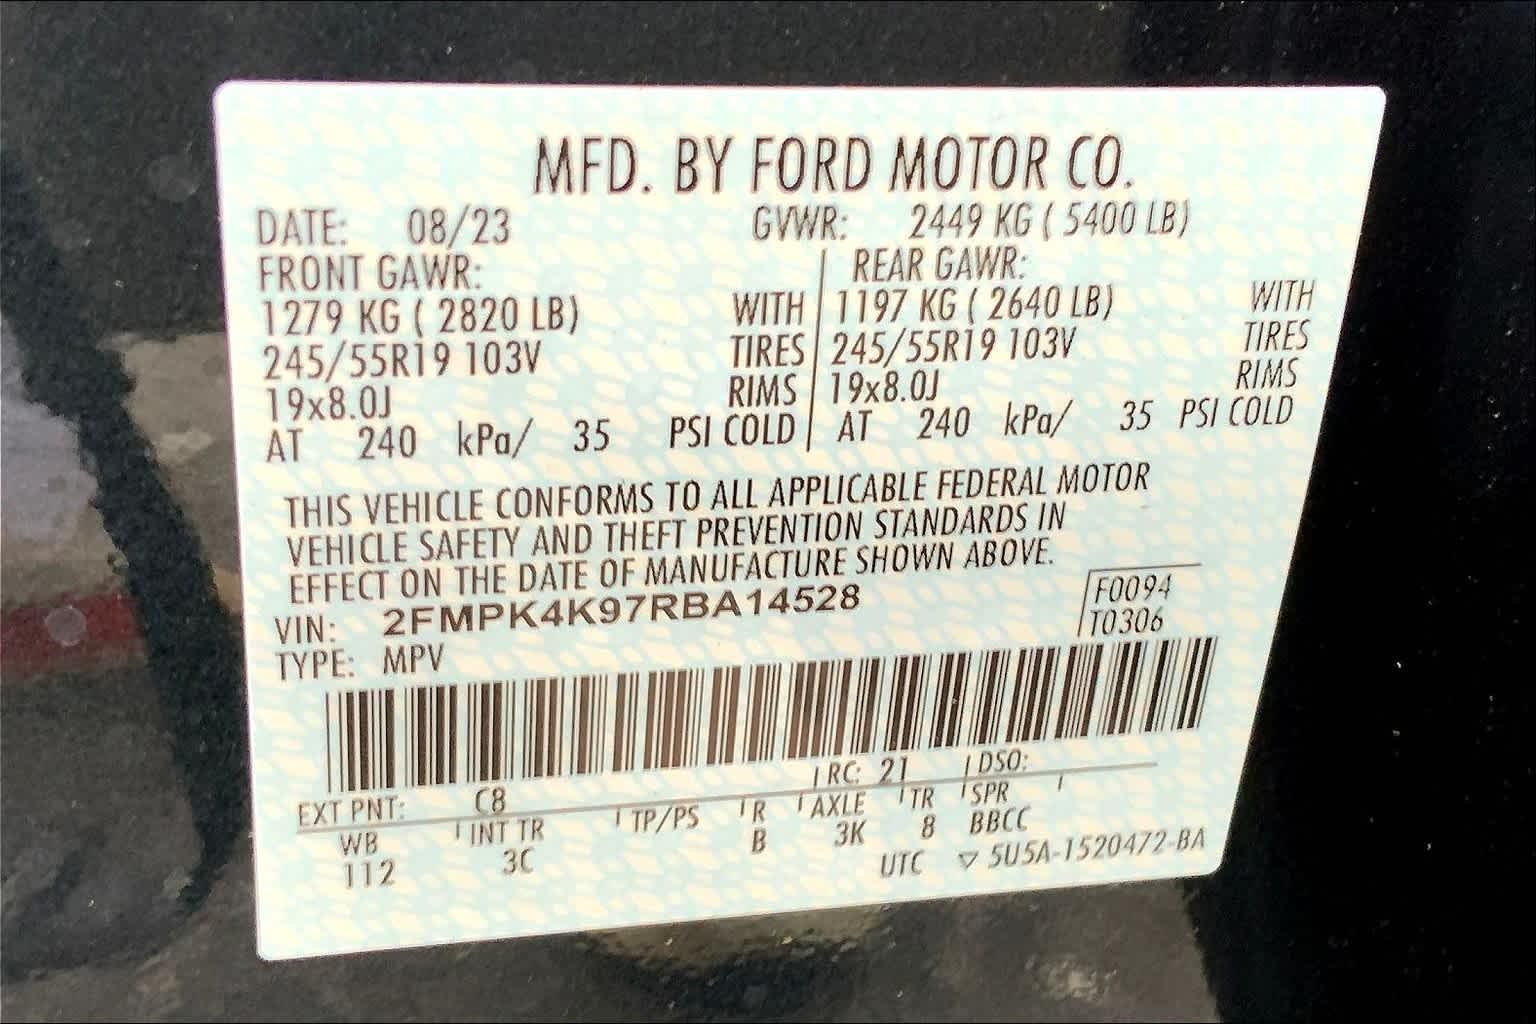 MFD. BY FORD MOTOR CO.
DATE: 08/23 GVWR: 2449 KG ( 5400 LB)
FRONT GAWR: REAR GAWR:
1279 KG ( 2820 LB) WITH 1197 KG ( 2640 LB) WITH
245/55R19 103V TIRES 245/55R19 103V TIRES
19x8.0J RIMS 19x8.0J RIMS
AT 240 kPa/ 35 PSI COLD AT 240 kPa/ 35 PSI COLD
THIS VEHICLE CONFORMS TO ALL APPLICABLE FEDERAL MOTOR
VEHICLE SAFETY AND THEFT PREVENTION STANDARDS IN
EFFECT ON THE DATE OF MANUFACTURE SHOWN ABOVE.
VIN: 2FMPK4K97RBA14528 F0094
TYPE: MPV T0306
EXT PNT: C8 RC: 21 DSO:
WB INT TR TP/PS R AXLE TR SPR
112 3C B 3K 8 BBCC
UTC ▽ 5U5A-1520472-BA